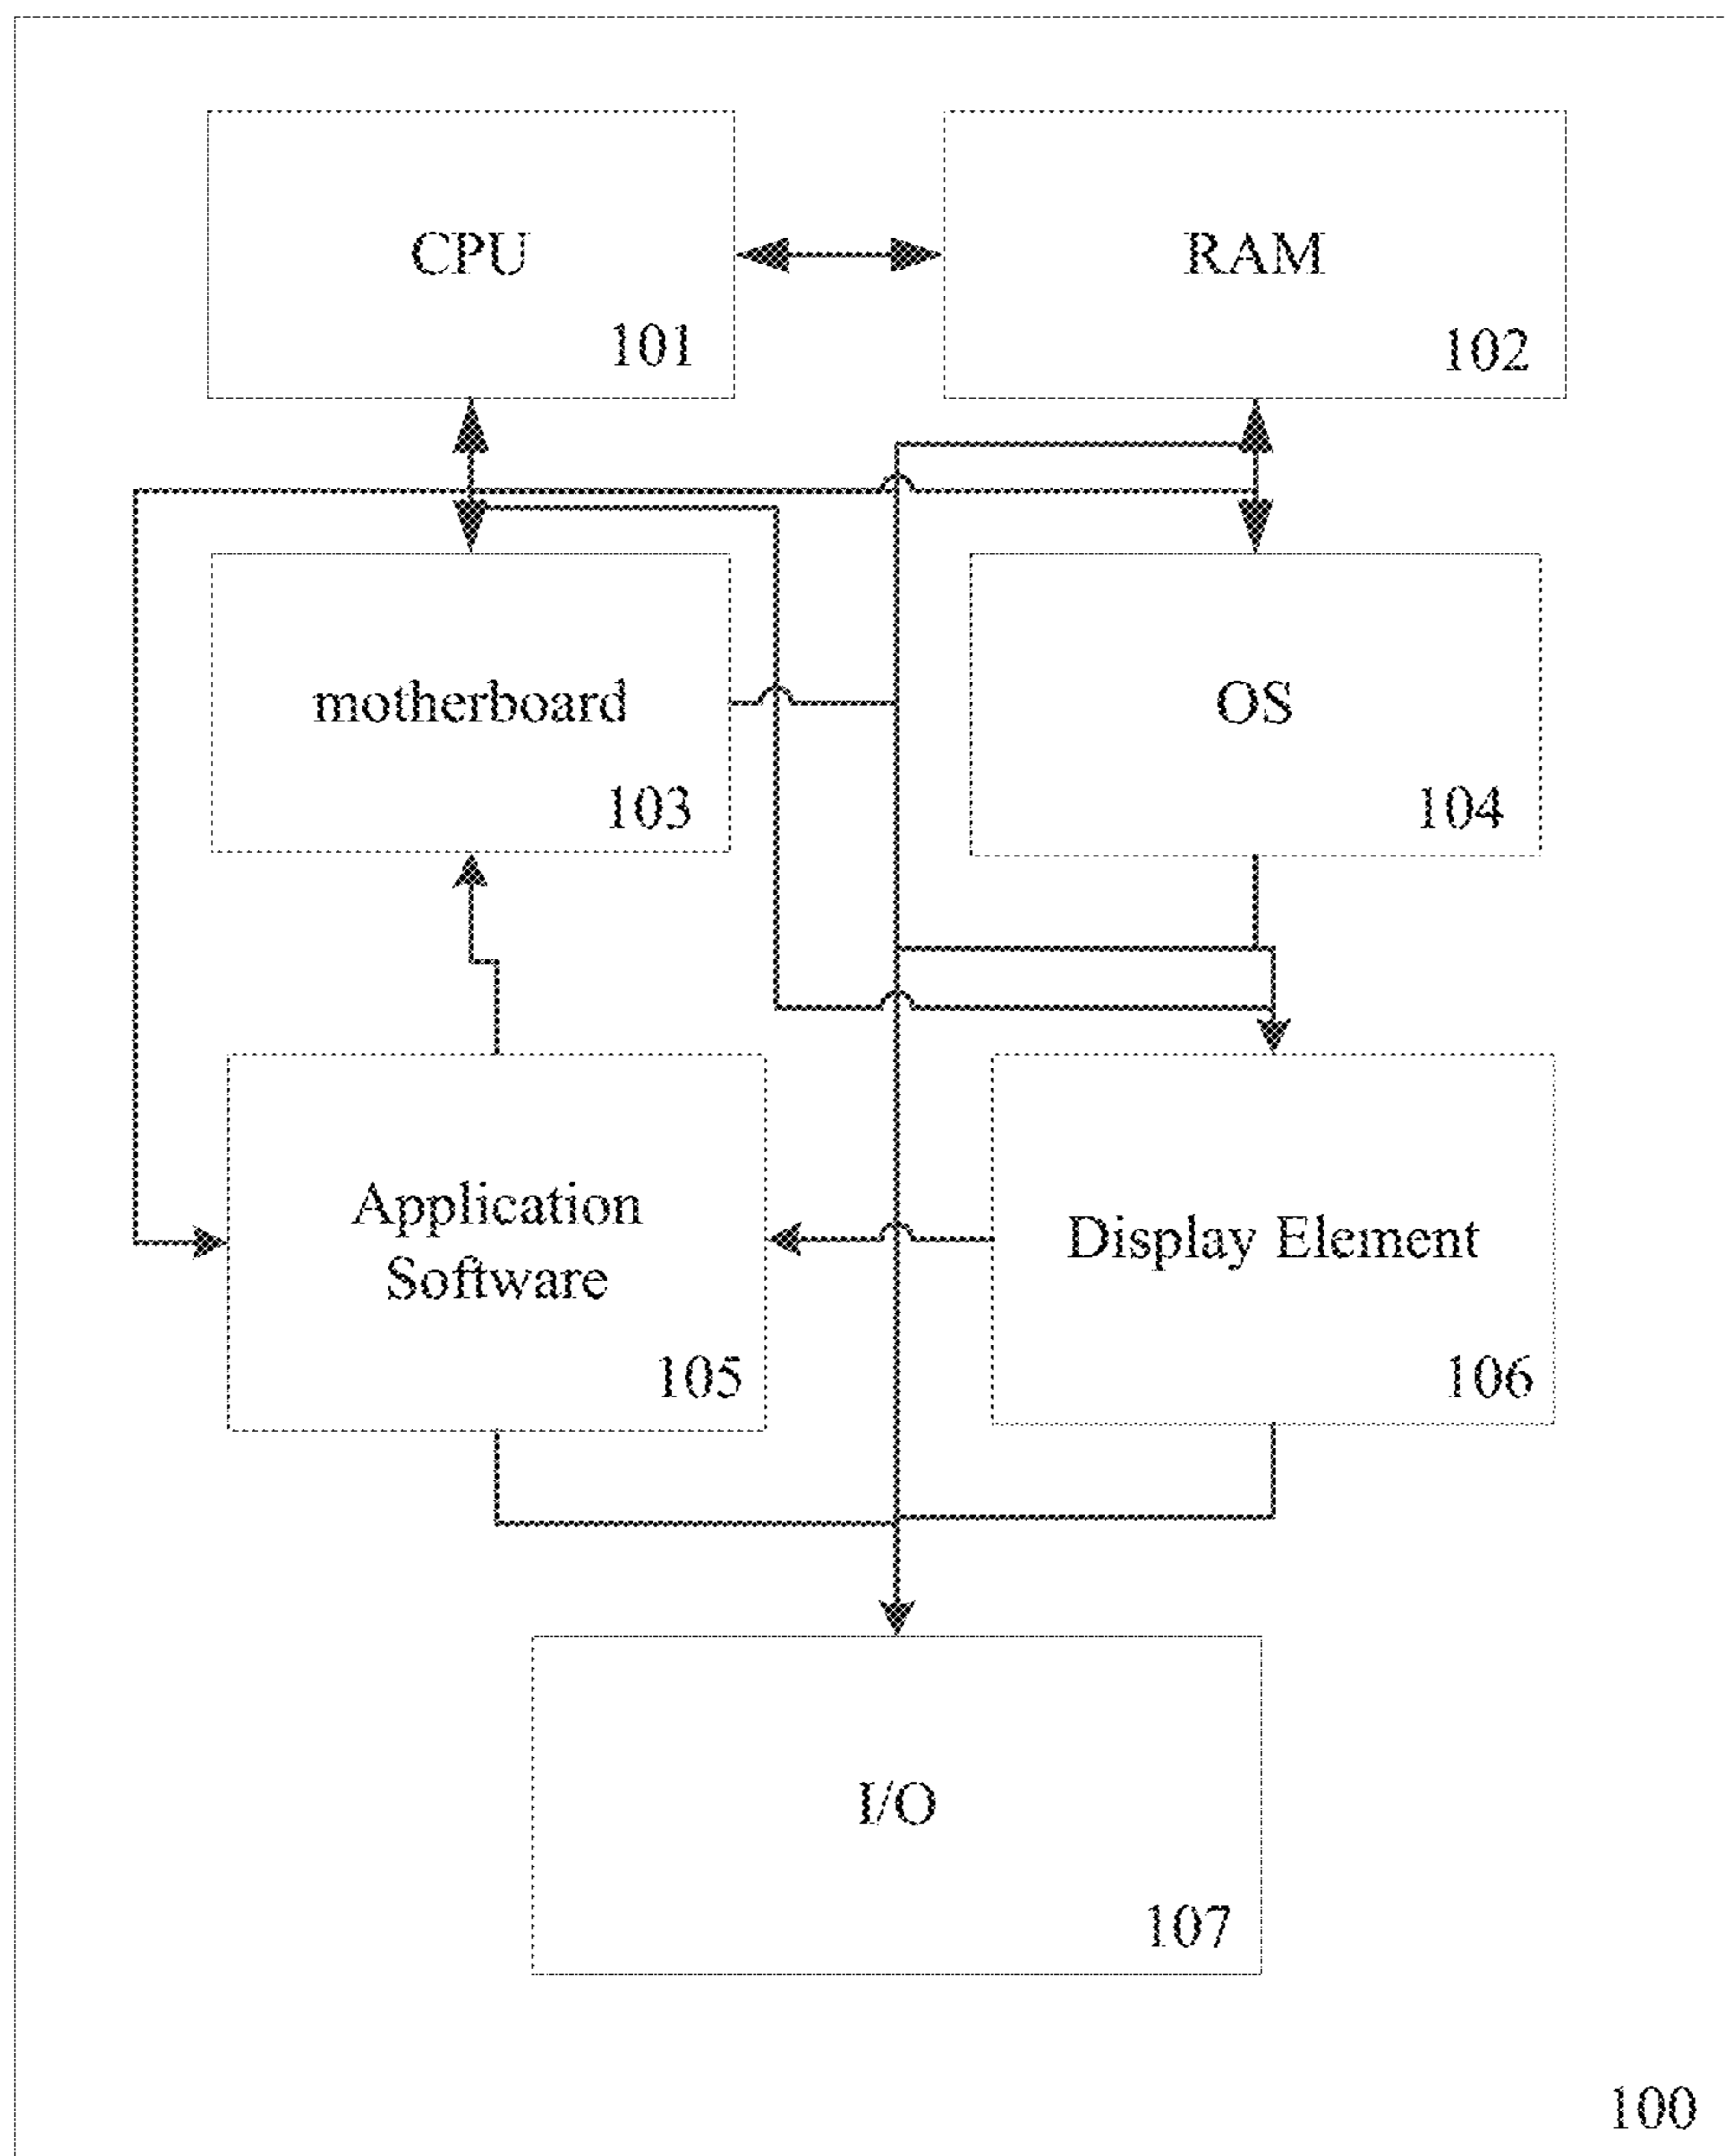 CPU
101
RAM
102
motherboard
103
OS
104
Application
Software
105
Display Element
106
I/O
107
100